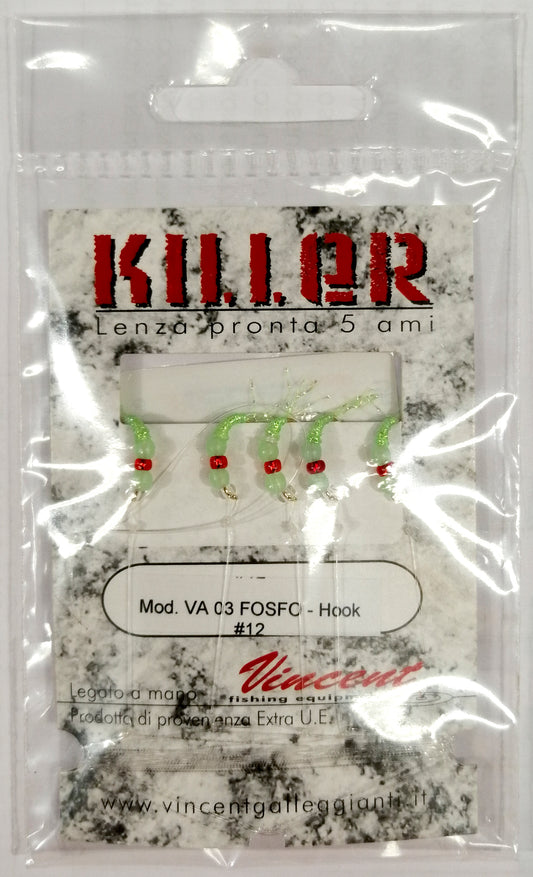 KILLER
Lenza pronta 5 ami
Mod. VA 03 FOSFO - Hook
#12
Vincent
fishing equipm
Legato a mano
Prodotto di provenienza Extra U.E.
www.vincentgalleggianti.it